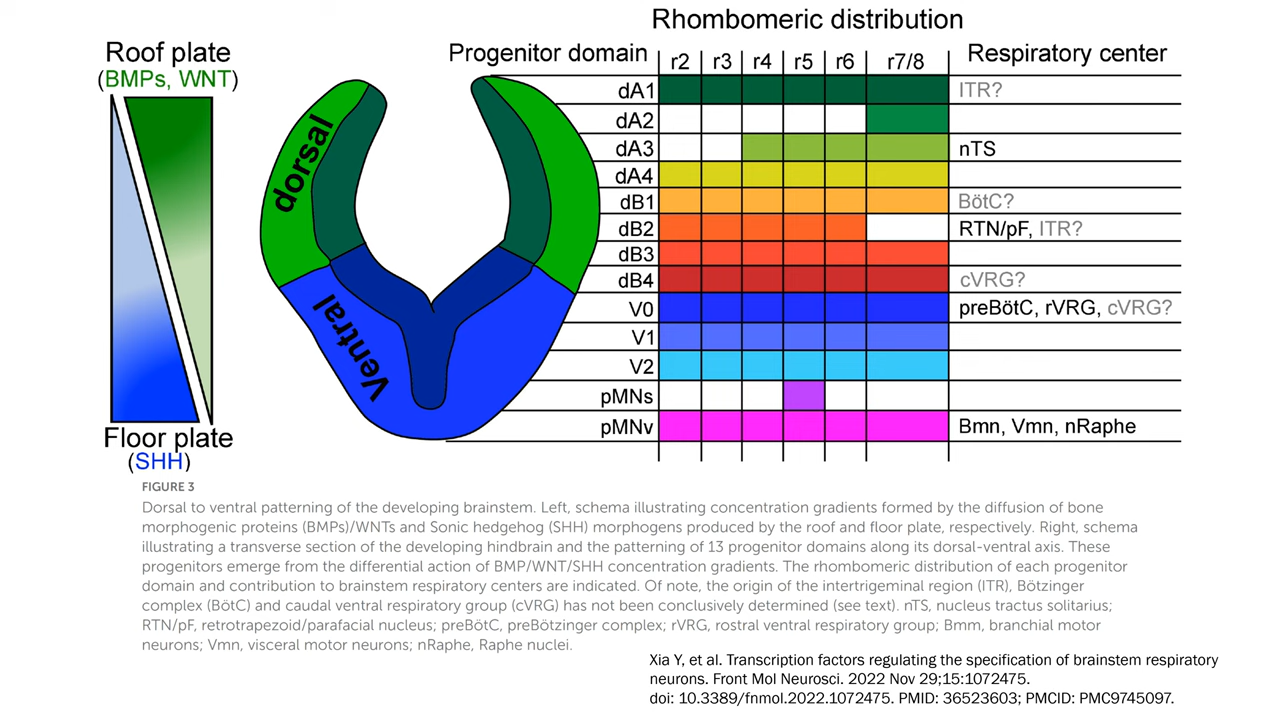 Rhombomeric distribution
Roof plate
(BMPs, WNT)
Progenitor domain
r2 r3 r4 r5 r6 r7/8
Respiratory center
dA1 ITR?
dA2
dA3 nTS
dA4
dB1 BötC?
dB2 RTN/pF, ITR?
dB3
dB4 cVRG?
V0 preBötC, rVRG, cVRG?
V1
V2
pMNs
pMNv Bmn, Vmn, nRaphe
dorsal
Ventral
Floor plate
(SHH)
FIGURE 3
Dorsal to ventral patterning of the developing brainstem. Left, schema illustrating concentration gradients formed by the diffusion of bone
morphogenic proteins (BMPs)/WNTs and Sonic hedgehog (SHH) morphogens produced by the roof and floor plate, respectively. Right, schema
illustrating a transverse section of the developing hindbrain and the patterning of 13 progenitor domains along its dorsal-ventral axis. These
progenitors emerge from the differential action of BMP/WNT/SHH concentration gradients. The rhombomeric distribution of each progenitor
domain and contribution to brainstem respiratory centers are indicated. Of note, the origin of the intertrigeminal region (ITR), Bötzinger
complex (BötC) and caudal ventral respiratory group (cVRG) has not been conclusively determined (see text). nTS, nucleus tractus solitarius;
RTN/pF, retrotrapezoid/parafacial nucleus; preBötC, preBötzinger complex; rVRG, rostral ventral respiratory group; Bmm, branchial motor
neurons; Vmn, visceral motor neurons; nRaphe, Raphe nuclei.
Xia Y, et al. Transcription factors regulating the specification of brainstem respiratory
neurons. Front Mol Neurosci. 2022 Nov 29;15:1072475.
doi: 10.3389/fnmol.2022.1072475. PMID: 36523603; PMCID: PMC9745097.